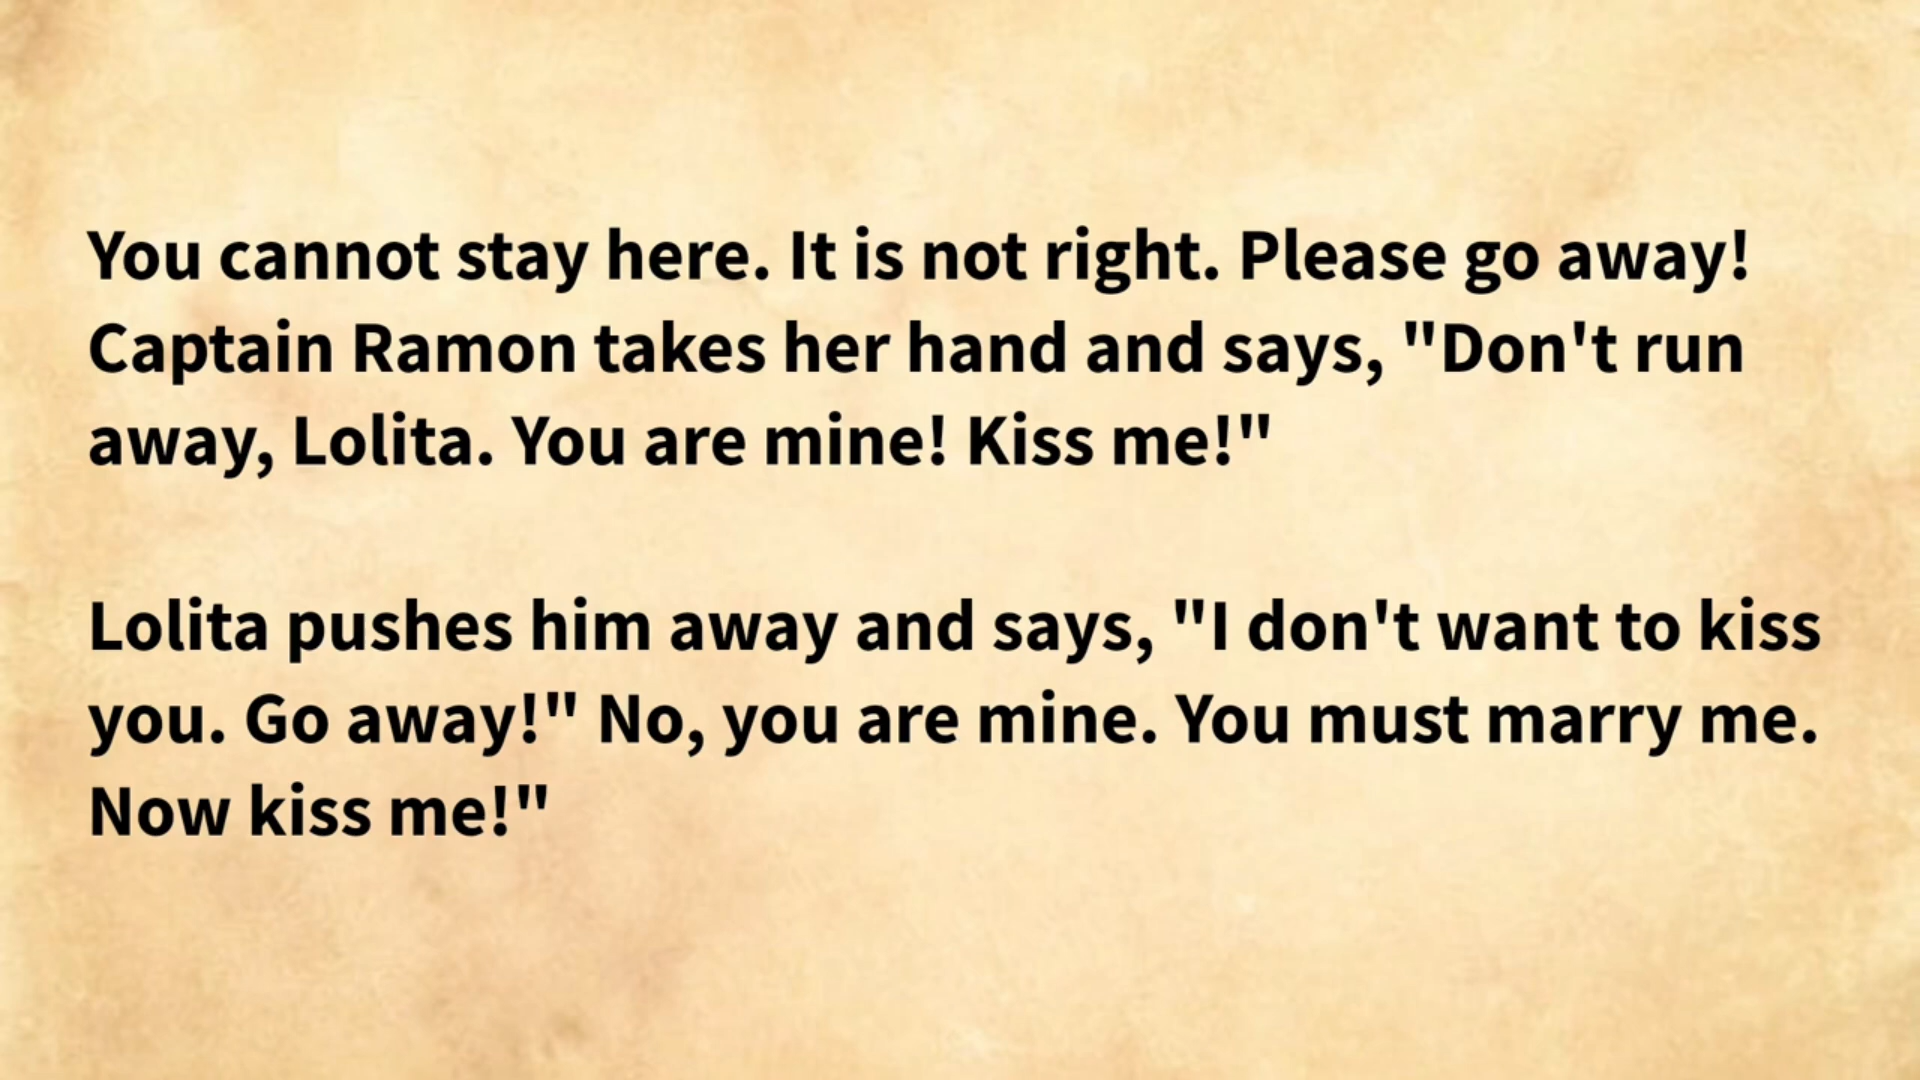 You cannot stay here. It is not right. Please go away!
Captain Ramon takes her hand and says, "Don't run
away, Lolita. You are mine! Kiss me!"
Lolita pushes him away and says, "I don't want to kiss
you. Go away!" No, you are mine. You must marry me.
Now kiss me!"